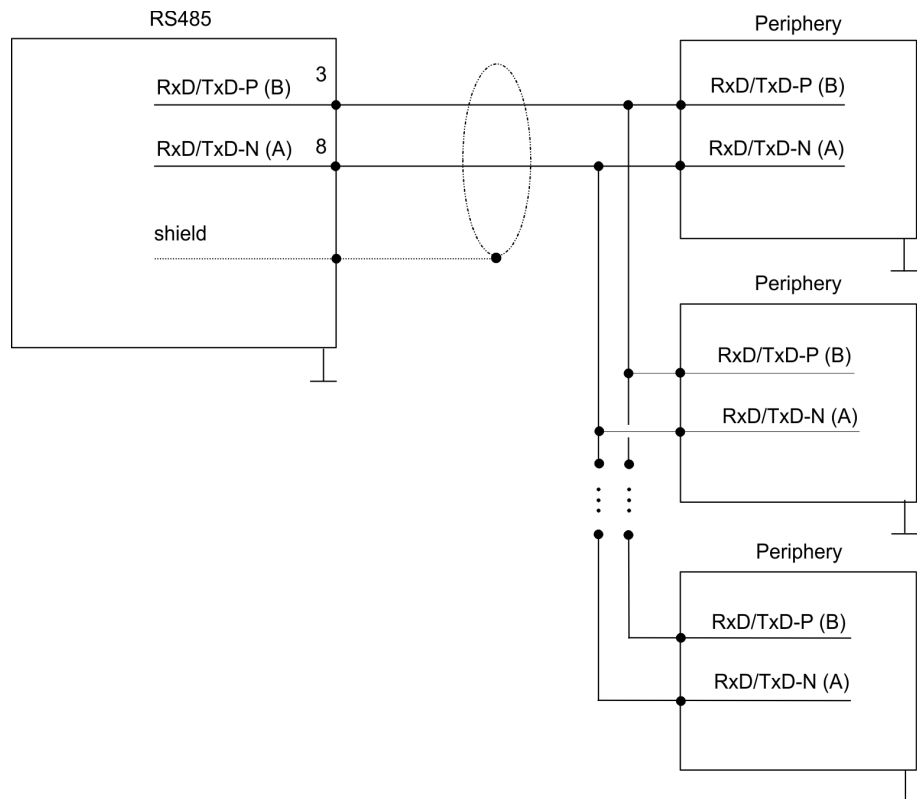 RS485
RxD/TxD-P (B)
3
RxD/TxD-N (A)
8
shield
Periphery
RxD/TxD-P (B)
RxD/TxD-N (A)
Periphery
RxD/TxD-P (B)
RxD/TxD-N (A)
Periphery
RxD/TxD-P (B)
RxD/TxD-N (A)